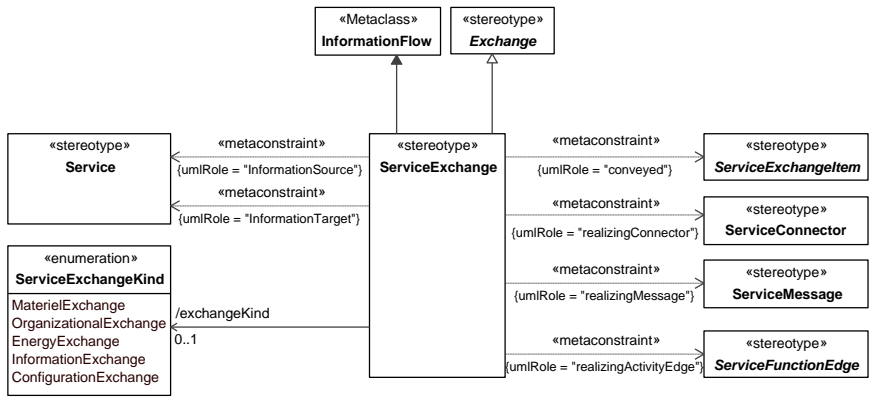 «Metaclass»
InformationFlow
«stereotype»
Exchange
«stereotype»
Service
«metaconstraint»
{umlRole = "InformationSource"}
«metaconstraint»
{umlRole = "InformationTarget"}
«stereotype»
ServiceExchange
«metaconstraint»
{umlRole = "conveyed"}
«stereotype»
ServiceExchangeItem
«metaconstraint»
{umlRole = "realizingConnector"}
«stereotype»
ServiceConnector
«enumeration»
ServiceExchangeKind
MaterielExchange
OrganizationalExchange
EnergyExchange
InformationExchange
ConfigurationExchange
/exchangeKind
0..1
«metaconstraint»
{umlRole = "realizingMessage"}
«stereotype»
ServiceMessage
«metaconstraint»
{umlRole = "realizingActivityEdge"}
«stereotype»
ServiceFunctionEdge